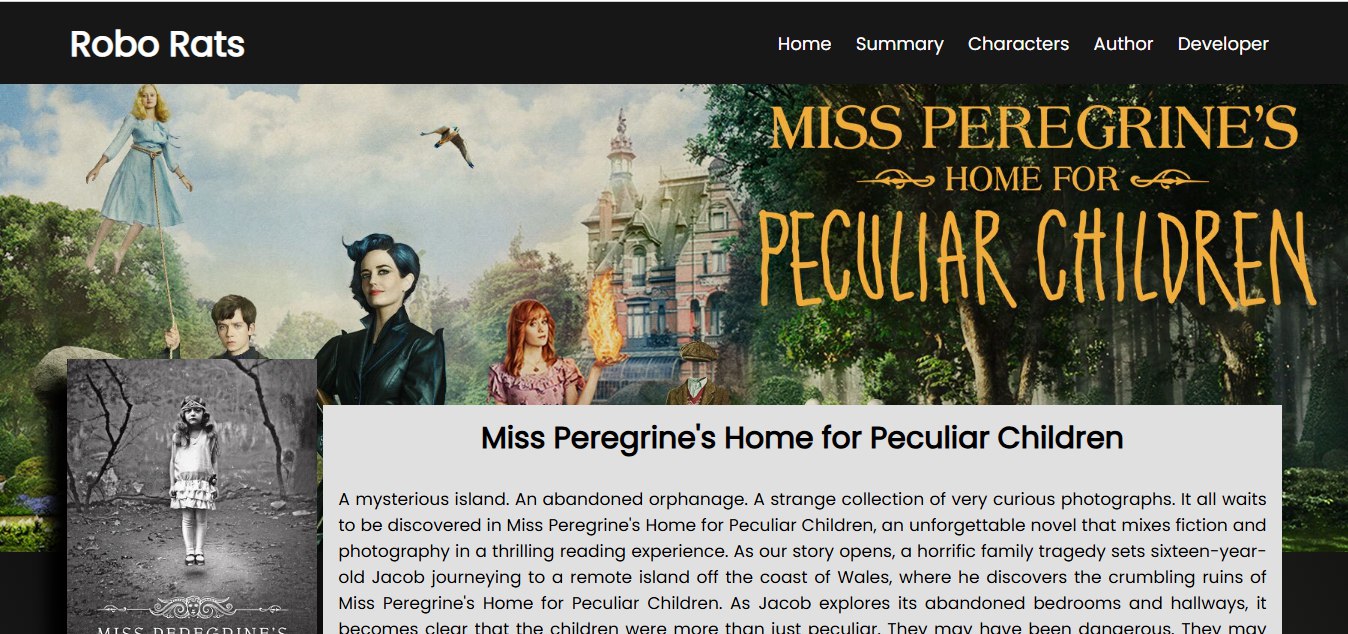 Robo Rats
Home Summary Characters Author Developer
MISS PEREGRINE'S
HOME FOR
PECULIAR CHILDREN
Miss Peregrine's Home for Peculiar Children
A mysterious island. An abandoned orphanage. A strange collection of very curious photographs. It all waits
to be discovered in Miss Peregrine's Home for Peculiar Children, an unforgettable novel that mixes fiction and
photography in a thrilling reading experience. As our story opens, a horrific family tragedy sets sixteen-year-
old Jacob journeying to a remote island off the coast of Wales, where he discovers the crumbling ruins of
Miss Peregrine's Home for Peculiar Children. As Jacob explores its abandoned bedrooms and hallways, it
becomes clear that the children were more than just peculiar. They may have been dangerous. They may
MISS PEREGRINE'S